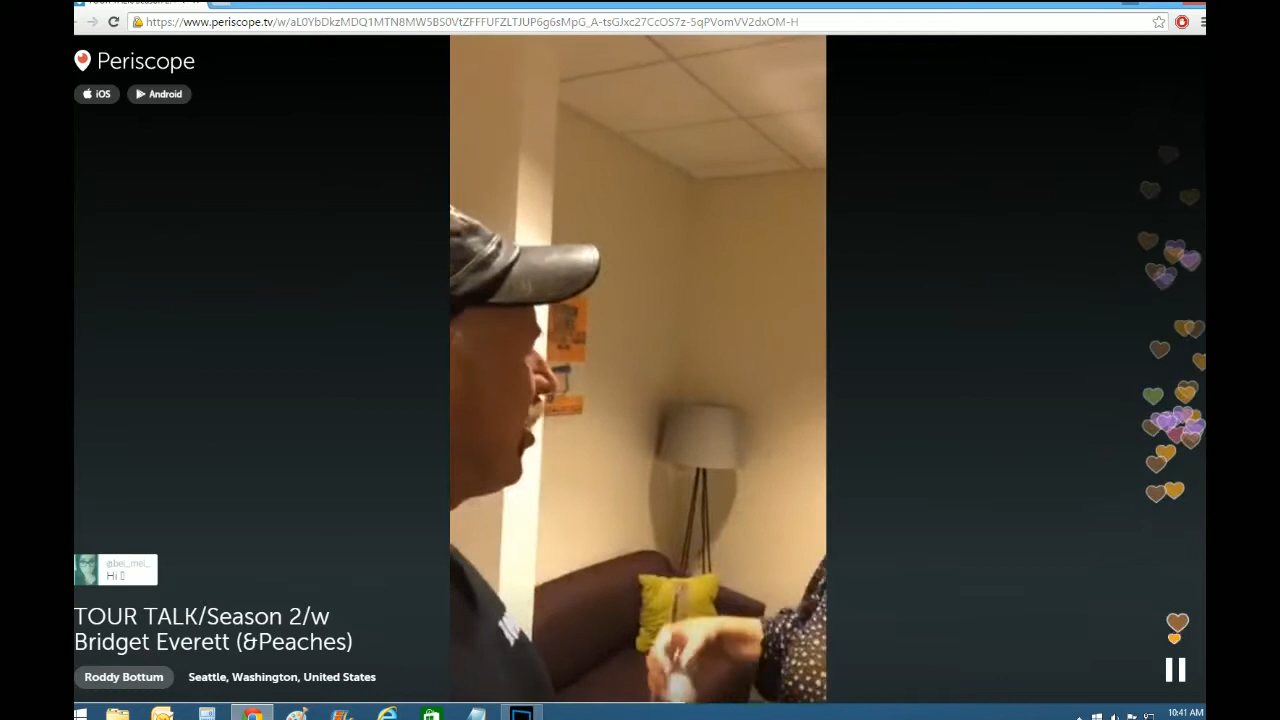 https://www.periscope.tv/w/aL0YbDkzMDQ1MTN8MW5BS0VtZFFFUFZLTJUP6g6sMpG_A-tsGJxc27CcOS7z-5qPVomVV2dxOM-H
Periscope
iOS
Android
@bei_mei_
Hi
TOUR TALK/Season 2/w
Bridget Everett (&Peaches)
Roddy Bottum
Seattle, Washington, United States
10:41 AM